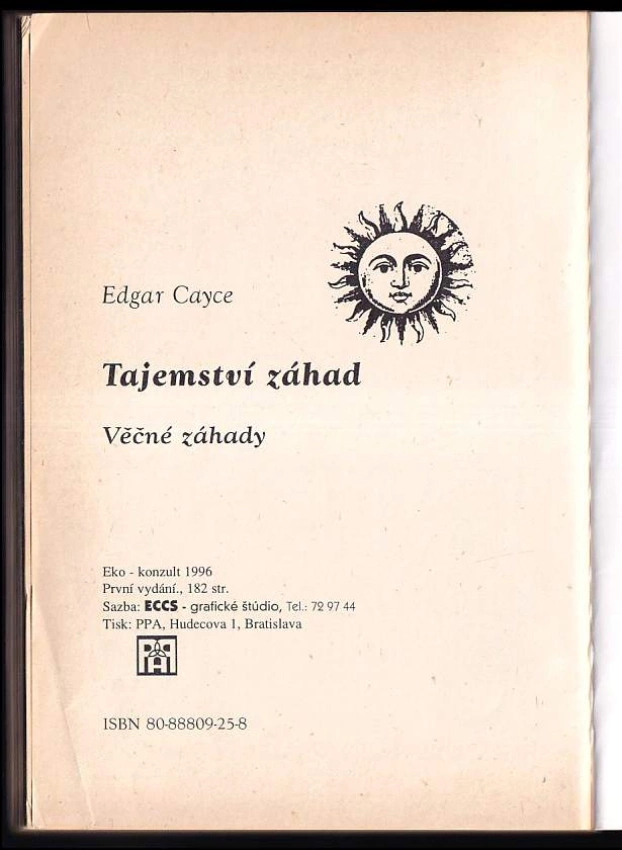 Edgar Cayce
Tajemství záhad
Věčné záhady
Eko - konzult 1996
První vydání., 182 str.
Sazba: ECCS - grafické štúdio, Tel.: 72 97 44
Tisk: PPA, Hudecova 1, Bratislava
ISBN 80-88809-25-8